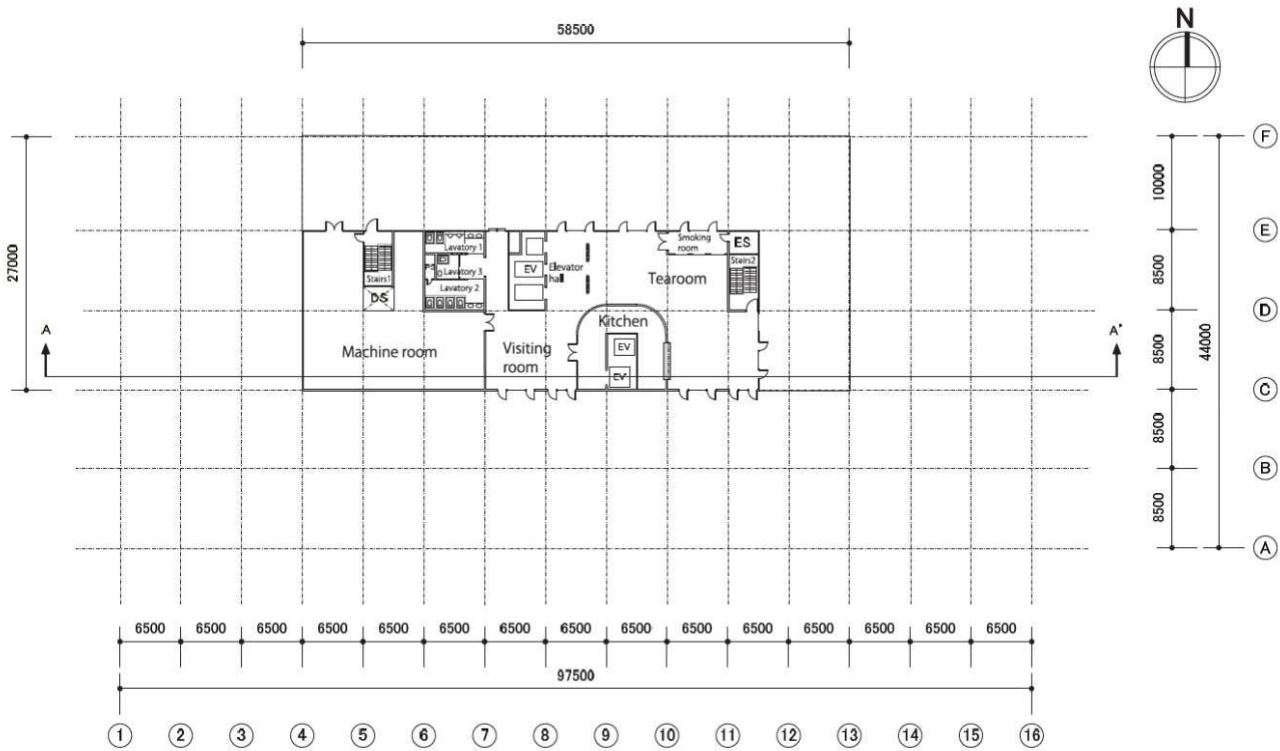 N
58500
27000
F
10000
E
8500
D
8500
44000
C
8500
B
8500
A
Lavatory 1
Lavatory 3
Lavatory 2
PS
Stairs1
DS
EV
Elevator
hall
Smoking
room
ES
Stairs2
Tearoom
Kitchen
EV
EV
Machine room
Visiting
room
A
A'
6500 6500 6500 6500 6500 6500 6500 6500 6500 6500 6500 6500 6500 6500 6500
97500
1 2 3 4 5 6 7 8 9 10 11 12 13 14 15 16